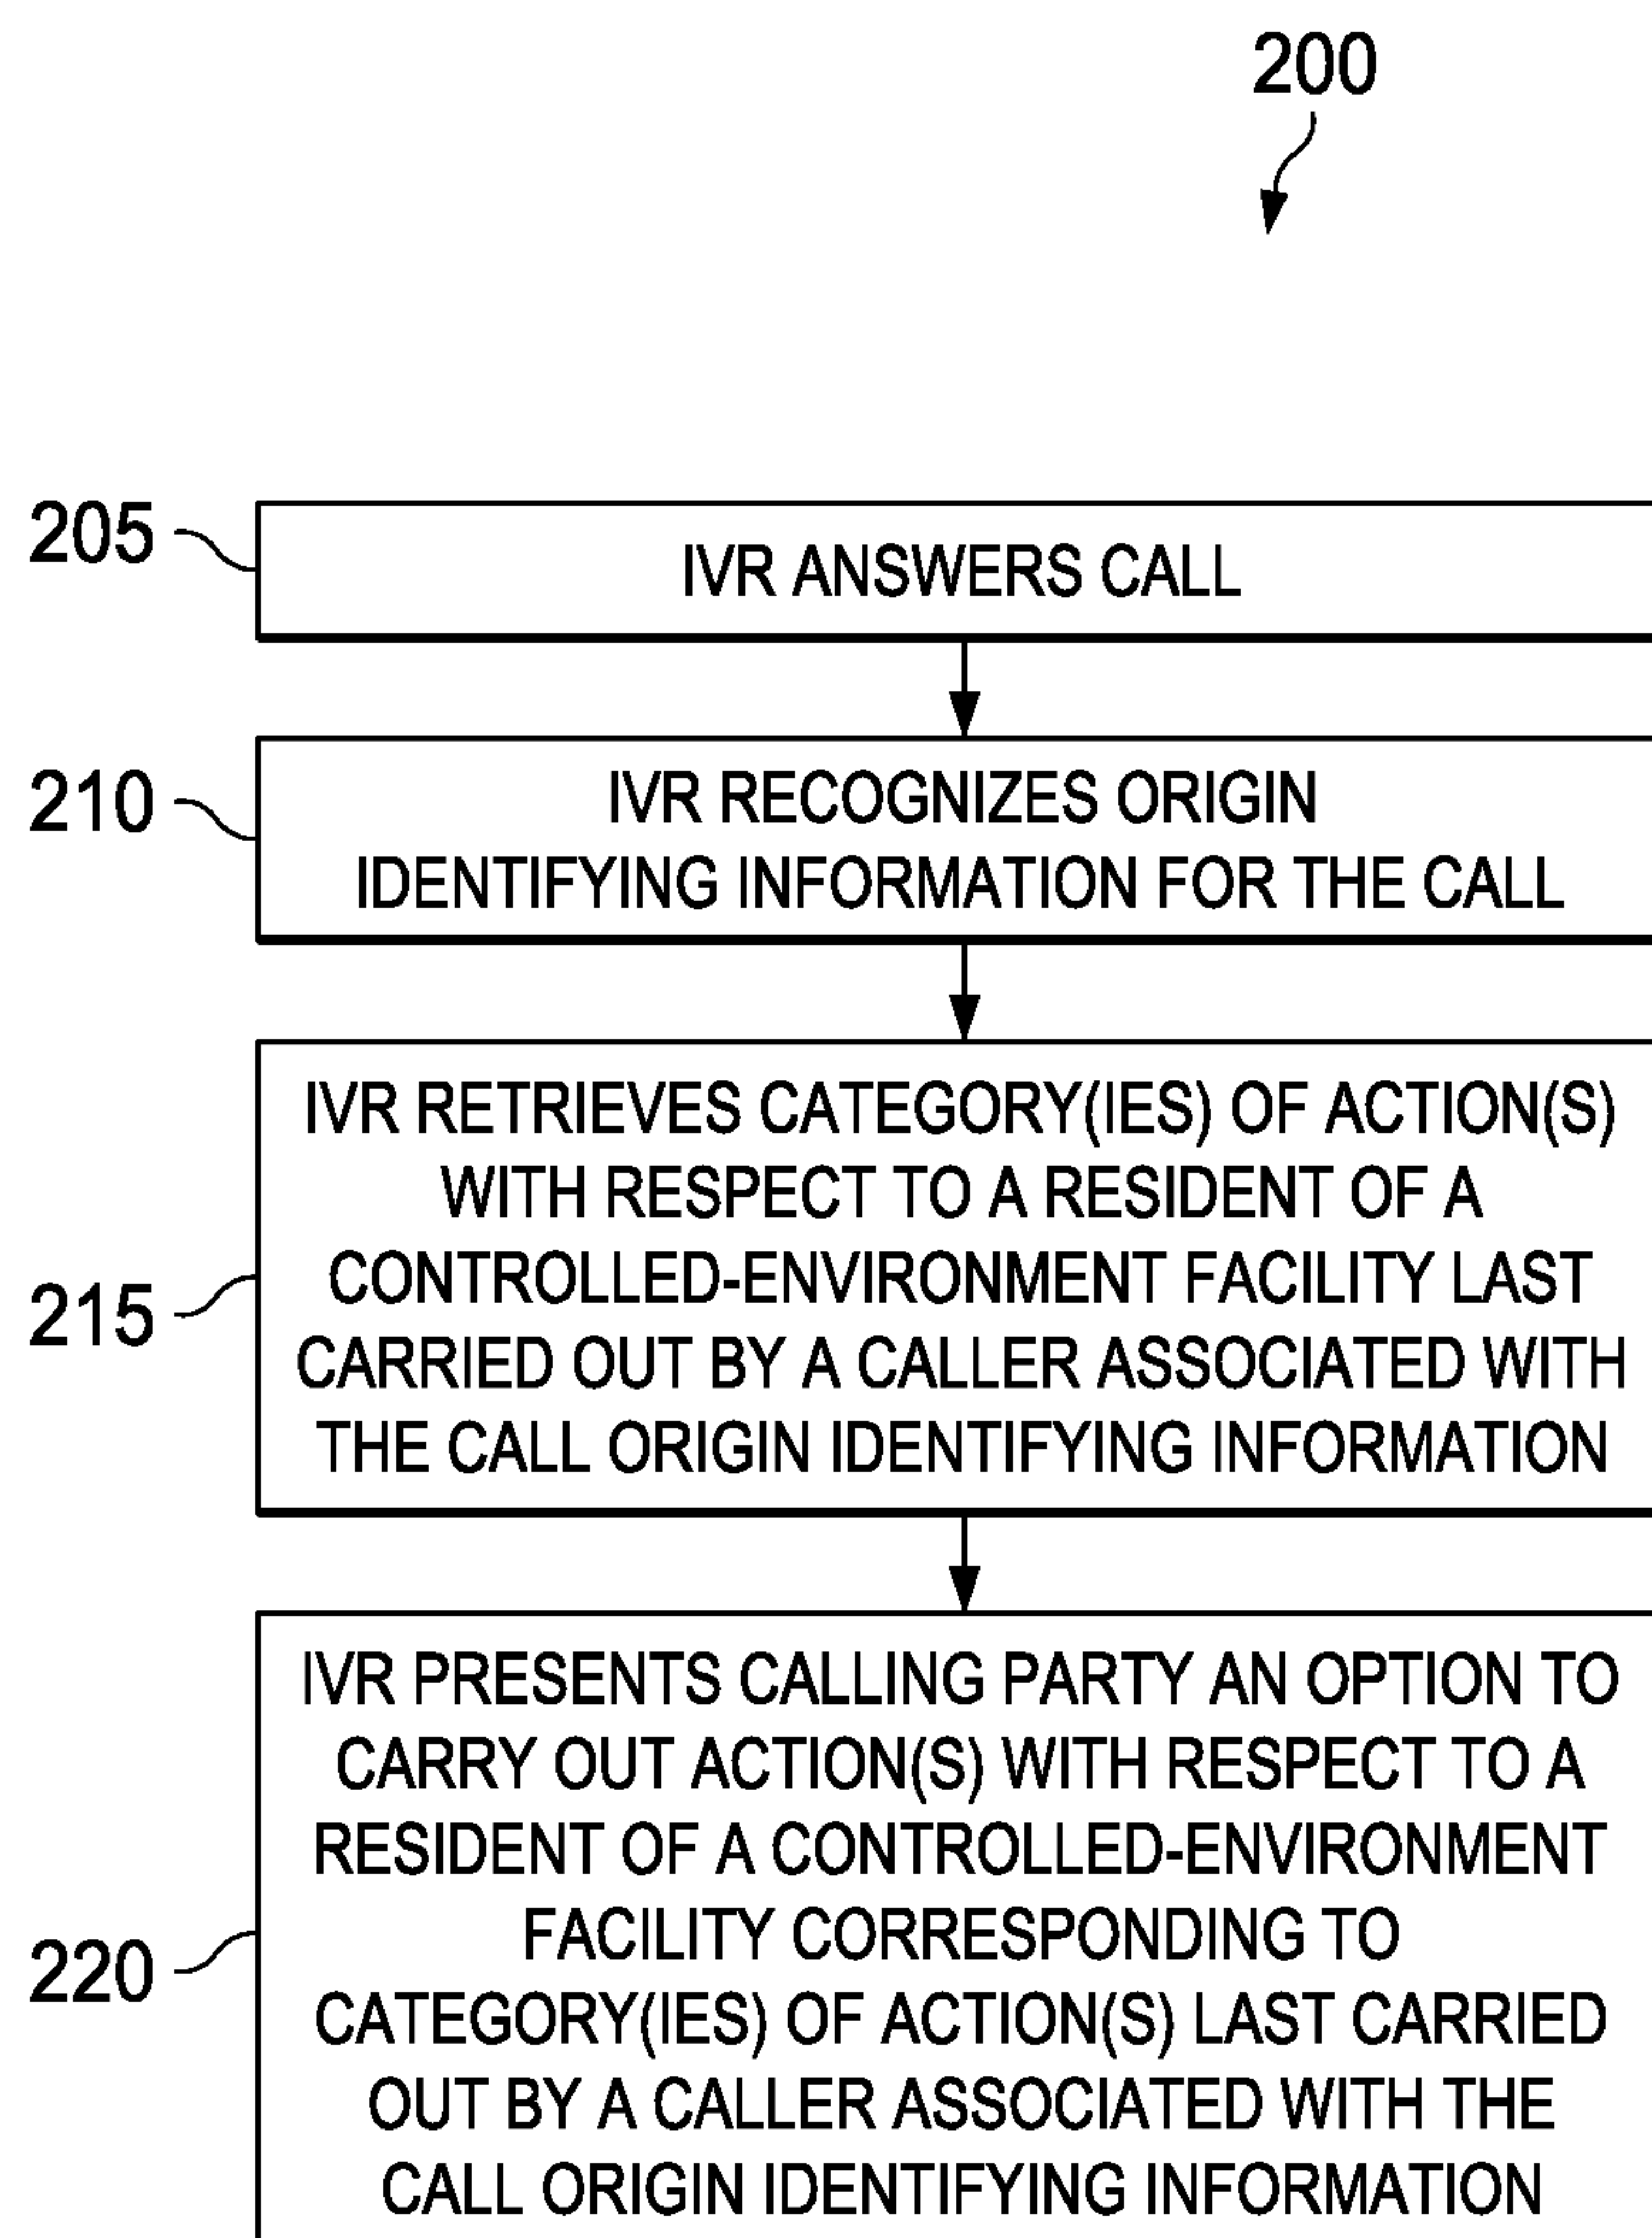 200
205
IVR ANSWERS CALL
210
IVR RECOGNIZES ORIGIN
IDENTIFYING INFORMATION FOR THE CALL
215
IVR RETRIEVES CATEGORY(IES) OF ACTION(S)
WITH RESPECT TO A RESIDENT OF A
CONTROLLED-ENVIRONMENT FACILITY LAST
CARRIED OUT BY A CALLER ASSOCIATED WITH
THE CALL ORIGIN IDENTIFYING INFORMATION
220
IVR PRESENTS CALLING PARTY AN OPTION TO
CARRY OUT ACTION(S) WITH RESPECT TO A
RESIDENT OF A CONTROLLED-ENVIRONMENT
FACILITY CORRESPONDING TO
CATEGORY(IES) OF ACTION(S) LAST CARRIED
OUT BY A CALLER ASSOCIATED WITH THE
CALL ORIGIN IDENTIFYING INFORMATION